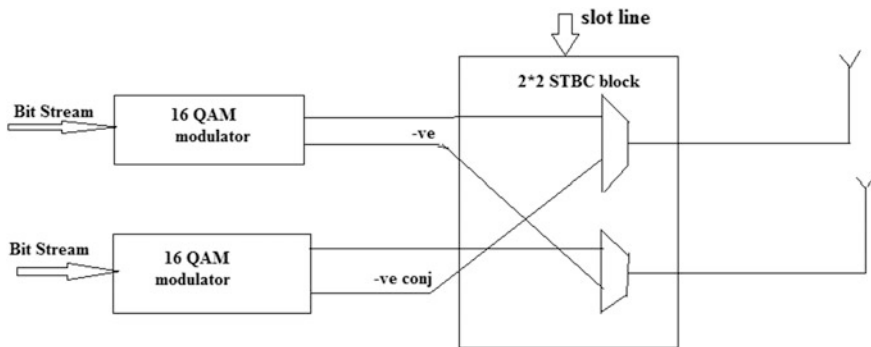 slot line
2*2 STBC block
Bit Stream
16 QAM
modulator
-ve
Bit Stream
16 QAM
modulator
-ve conj